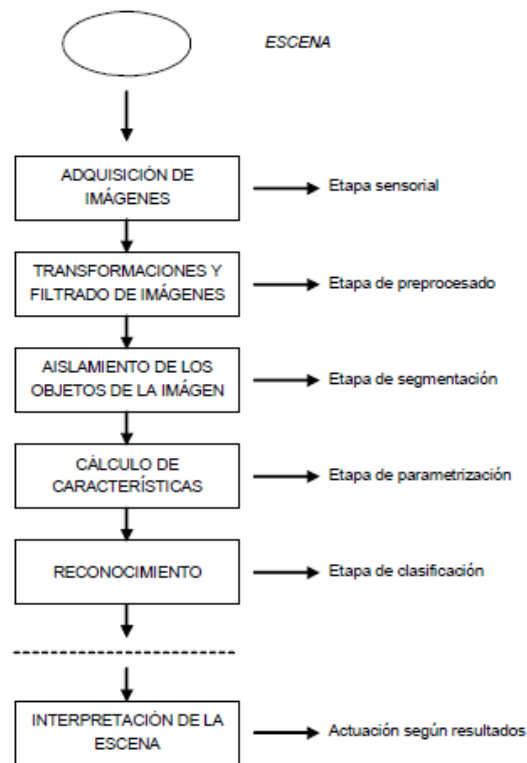 ESCENA
ADQUISICIÓN DE
IMÁGENES
Etapa sensorial
TRANSFORMACIONES Y
FILTRADO DE IMÁGENES
Etapa de preprocesado
AISLAMIENTO DE LOS
OBJETOS DE LA IMÁGEN
Etapa de segmentación
CÁLCULO DE
CARACTERÍSTICAS
Etapa de parametrización
RECONOCIMIENTO
Etapa de clasificación
INTERPRETACIÓN DE LA
ESCENA
Actuación según resultados